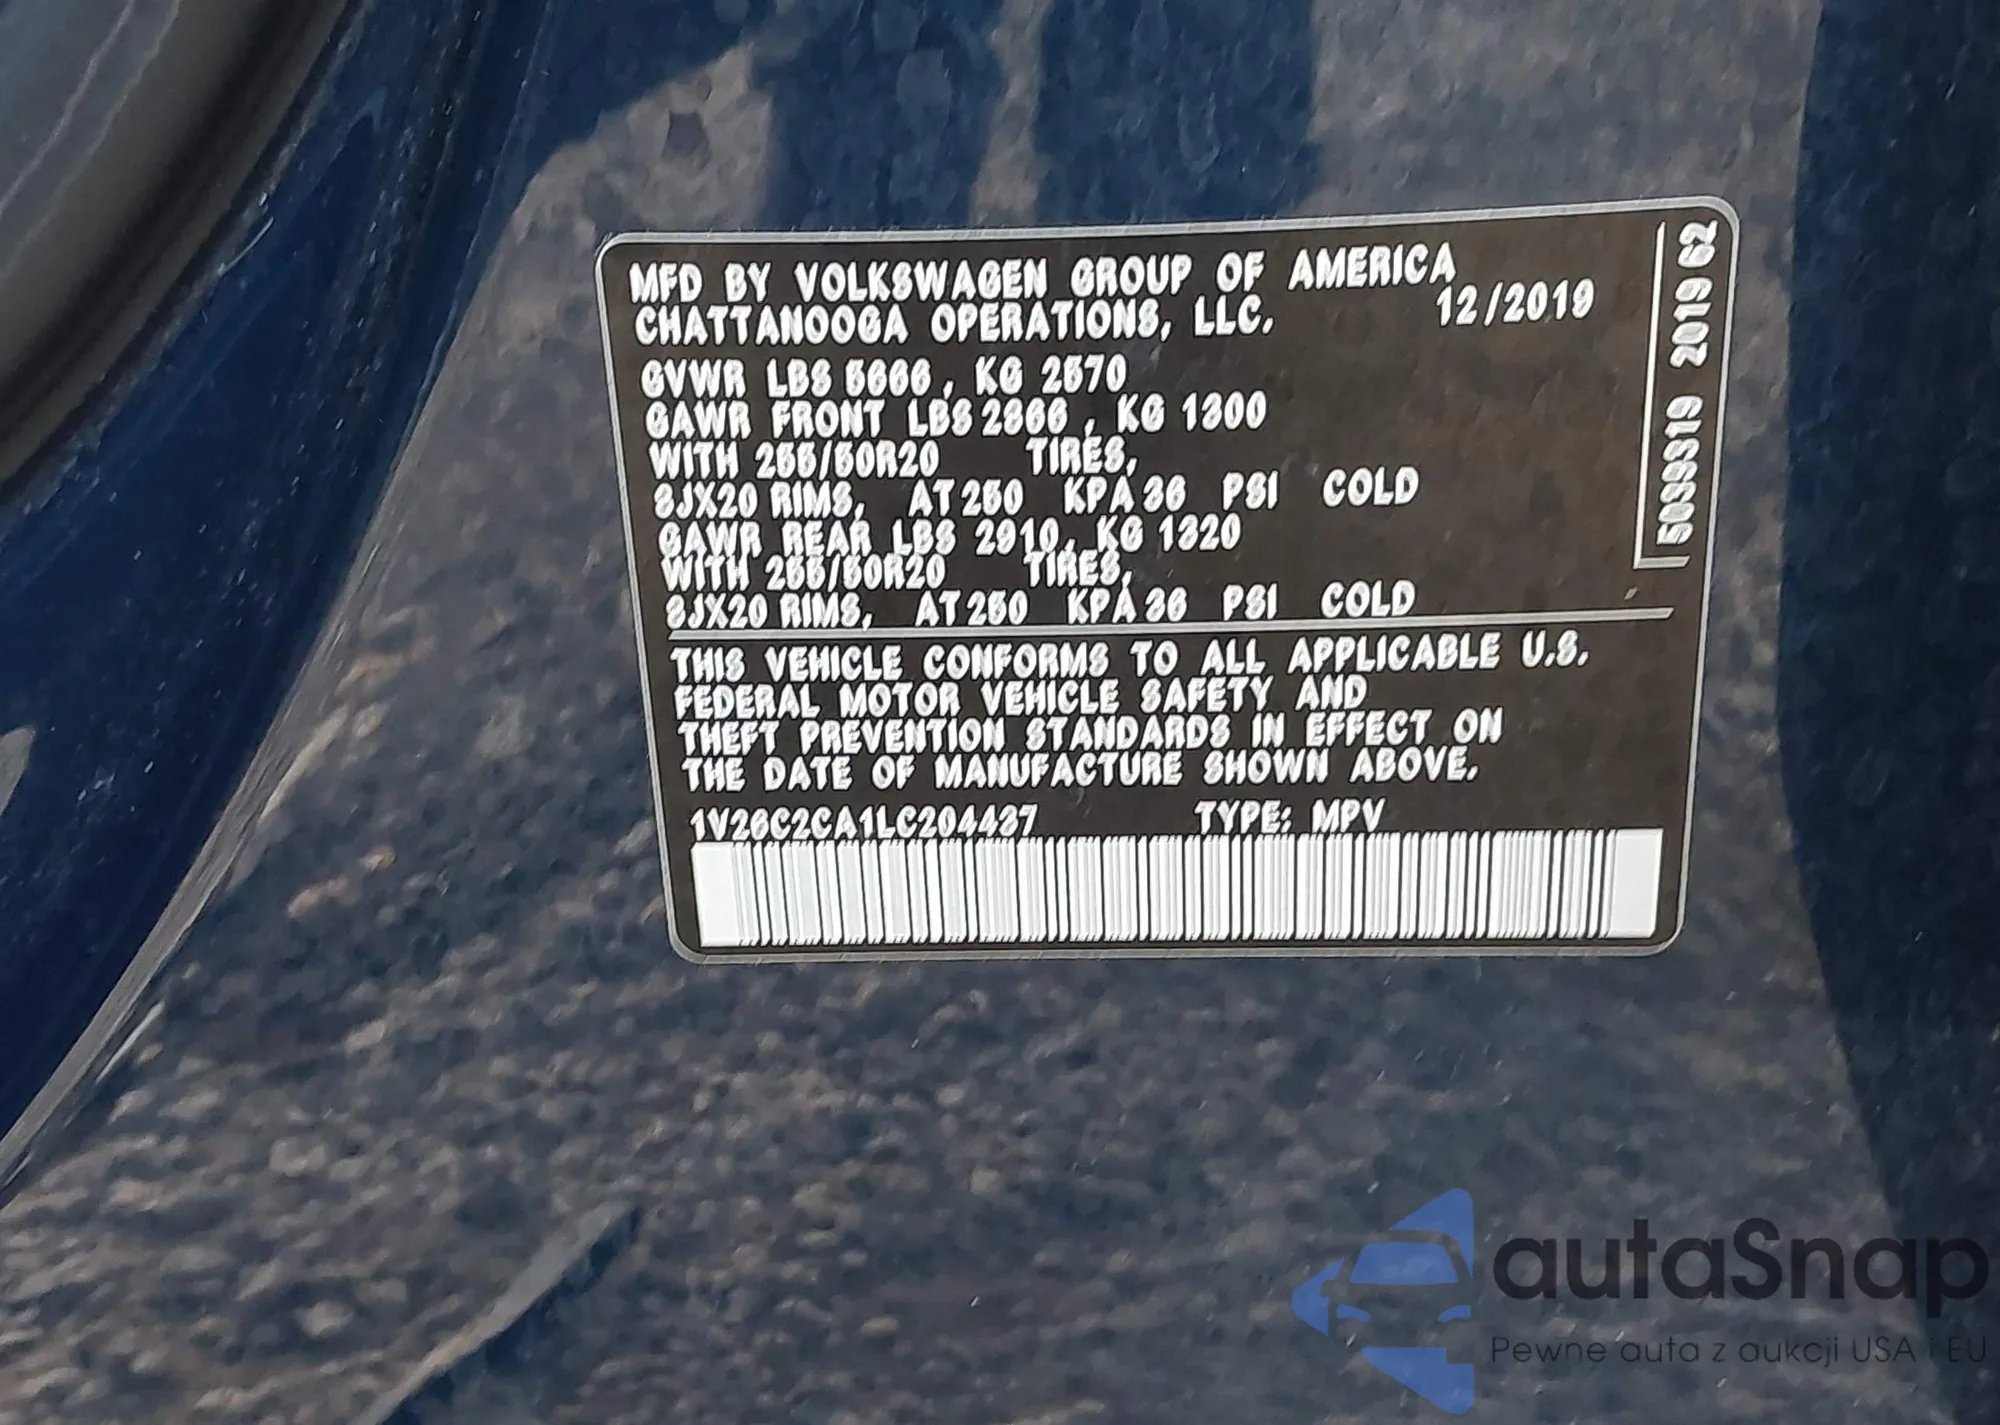 MFD BY VOLKSWAGEN GROUP OF AMERICA
CHATTANOOGA OPERATIONS, LLC. 12/2019
GVWR LBS 5666, KG 2570
GAWR FRONT LBS 2866, KG 1300
WITH 255/50R20 TIRES,
8JX20 RIMS, AT 250 KPA 36 PSI COLD
GAWR REAR LBS 2910, KG 1320
WITH 255/50R20 TIRES,
8JX20 RIMS, AT 250 KPA 36 PSI COLD
THIS VEHICLE CONFORMS TO ALL APPLICABLE U.S.
FEDERAL MOTOR VEHICLE SAFETY AND
THEFT PREVENTION STANDARDS IN EFFECT ON
THE DATE OF MANUFACTURE SHOWN ABOVE.
1V26C2CA1LC204437 TYPE: MPV
2019 G2
autaSnap
Pewne auta z aukcji USA i EU